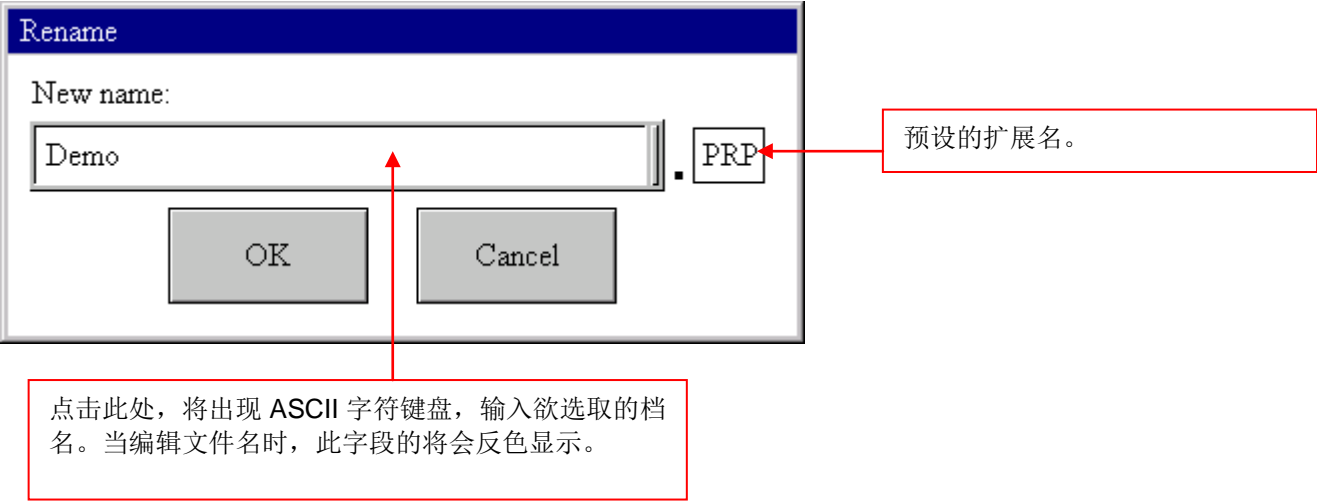 Rename
New name:
Demo
.
PRP
预设的扩展名。
OK
Cancel
点击此处，将出现 ASCII 字符键盘，输入欲选取的档
名。当编辑文件名时，此字段的将会反色显示。